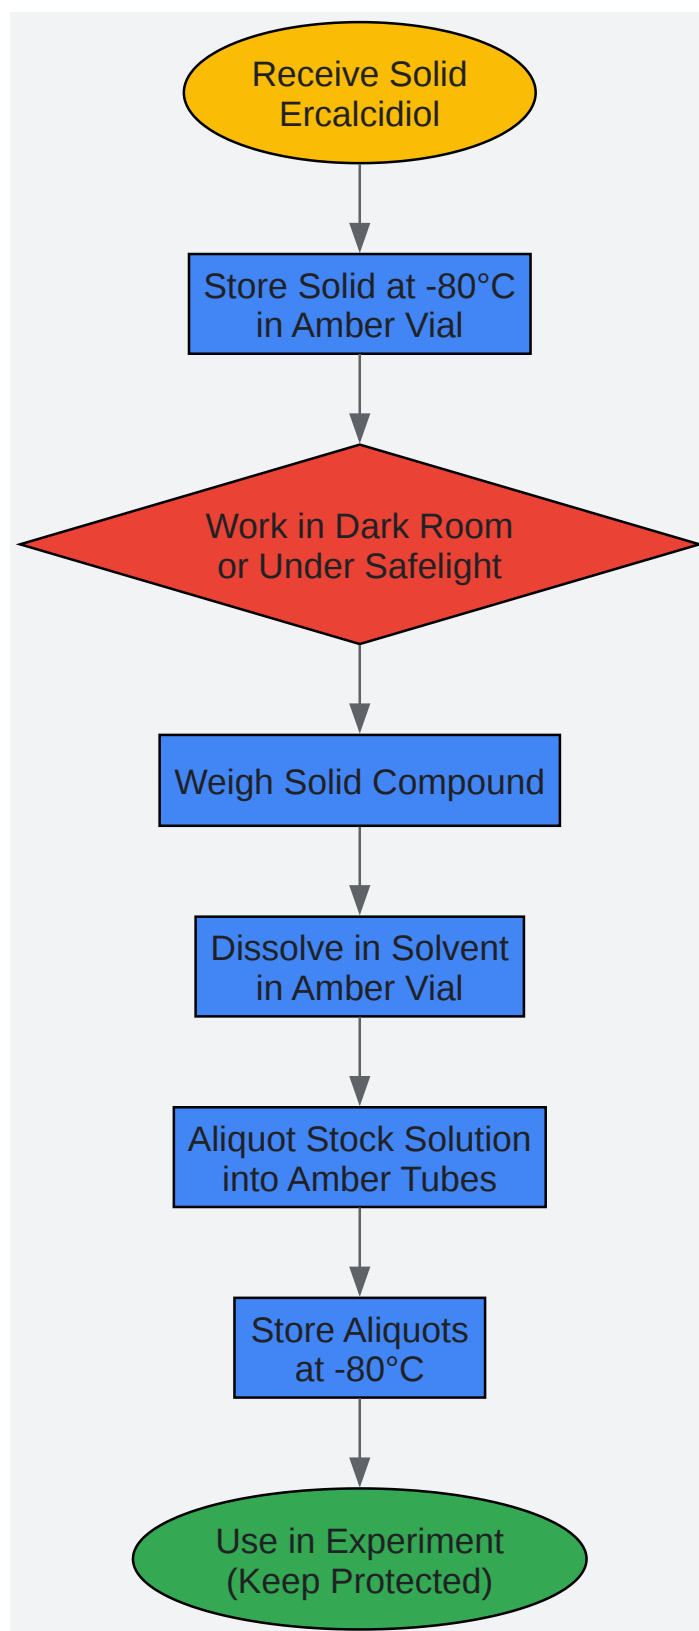 Receive Solid
Ercalcidiol
Store Solid at -80°C
in Amber Vial
Work in Dark Room
or Under Safelight
Weigh Solid Compound
Dissolve in Solvent
in Amber Vial
Aliquot Stock Solution
into Amber Tubes
Store Aliquots
at -80°C
Use in Experiment
(Keep Protected)